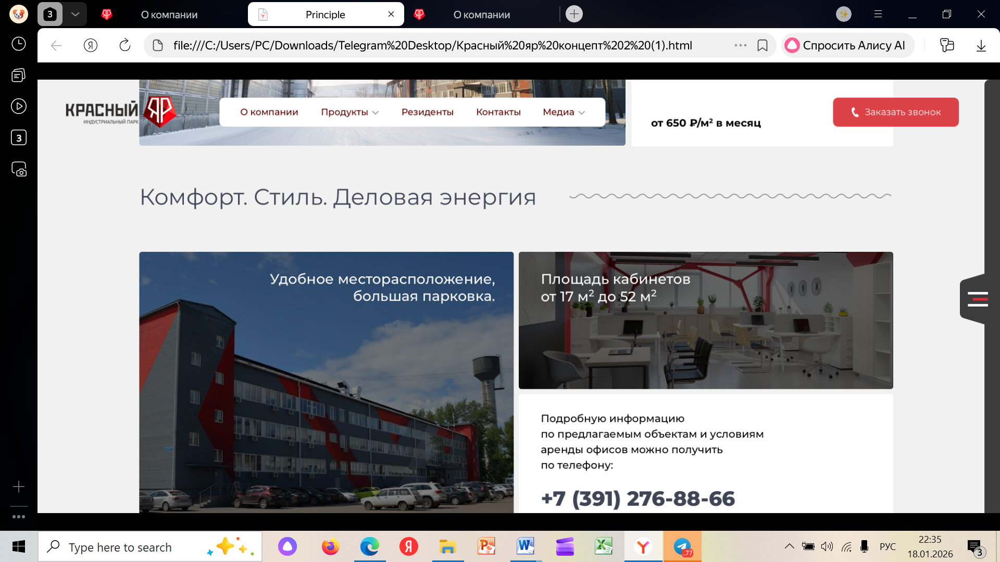 3
О компании
Principle
О компании
file:///C:/Users/PC/Downloads/Telegram%20Desktop/Красный%20яр%20концепт%202%20(1).html
Спросить Алису AI
3
КРАСНЫЙ ЯР
ИНДУСТРИАЛЬНЫЙ ПАРК
О компании
Продукты
Резиденты
Контакты
Медиа
от 650 ₽/м² в месяц
Заказать звонок
Комфорт. Стиль. Деловая энергия
Удобное месторасположение,
большая парковка.
Площадь кабинетов
от 17 м² до 52 м²
Подробную информацию
по предлагаемым объектам и условиям
аренды офисов можно получить
по телефону:
+7 (391) 276-88-66
Type here to search
..77
РУС
22:35
18.01.2026
3